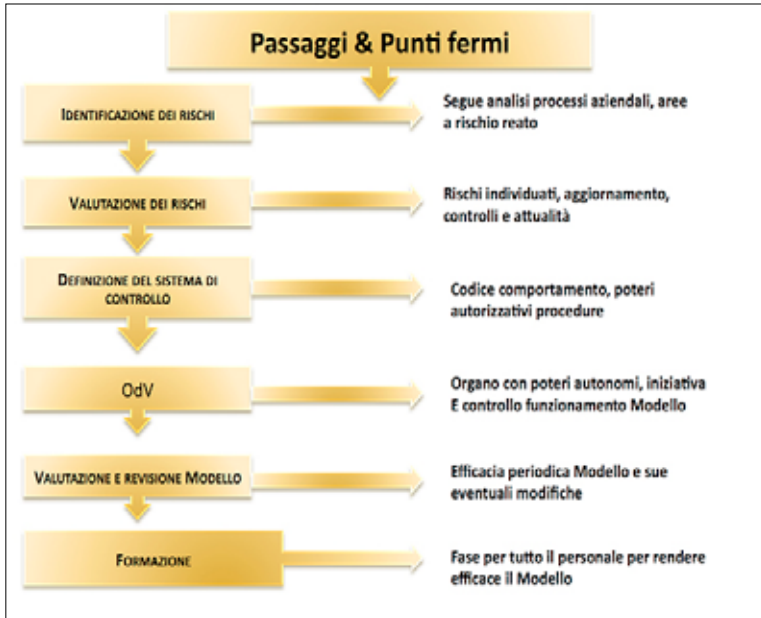 Passaggi & Punti fermi
IDENTIFICAZIONE DEI RISCHI
Segue analisi processi aziendali, aree
a rischio reato
VALUTAZIONE DEI RISCHI
Rischi individuati, aggiornamento,
controlli e attualità
DEFINIZIONE DEL SISTEMA DI
CONTROLLO
Codice comportamento, poteri
autorizzativi procedure
OdV
Organo con poteri autonomi, iniziativa
E controllo funzionamento Modello
VALUTAZIONE E REVISIONE MODELLO
Efficacia periodica Modello e sue
eventuali modifiche
FORMAZIONE
Fase per tutto il personale per rendere
efficace il Modello